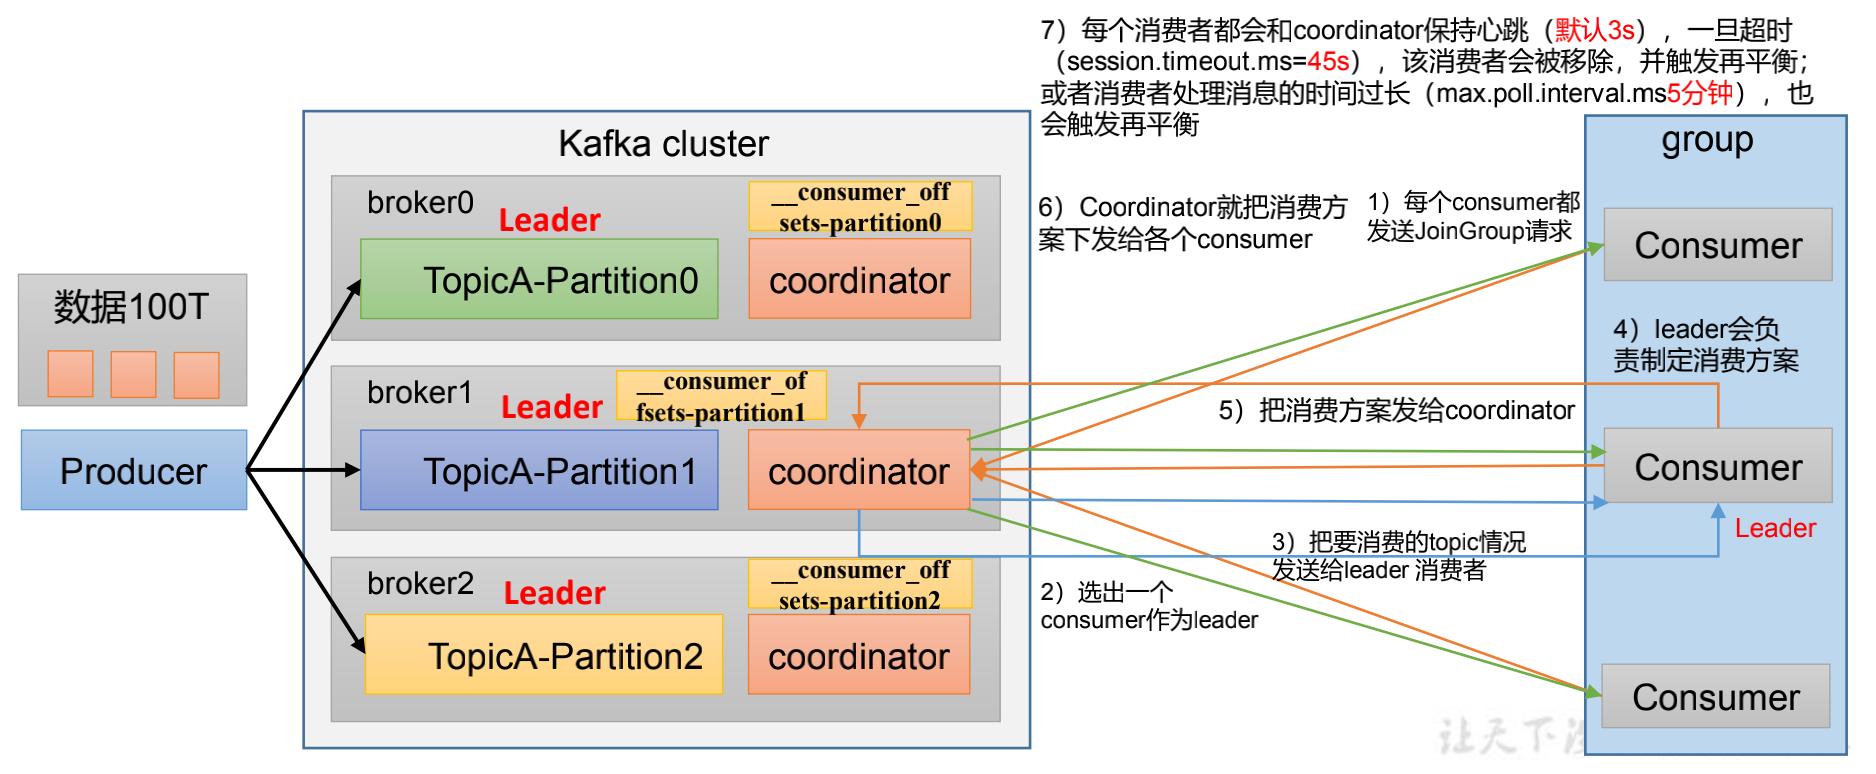 7）每个消费者都会和coordinator保持心跳（默认3s），一旦超时
（session.timeout.ms=45s），该消费者会被移除，并触发再平衡；
或者消费者处理消息的时间过长（max.poll.interval.ms5分钟），也
会触发再平衡
Kafka cluster
group
broker0
Leader
__consumer_off
sets-partition0
TopicA-Partition0
coordinator
6）Coordinator就把消费方
案下发给各个consumer
1）每个consumer都
发送JoinGroup请求
Consumer
数据100T
4）leader会负
责制定消费方案
broker1
Leader
__consumer_of
fsets-partition1
5）把消费方案发给coordinator
Producer
TopicA-Partition1
coordinator
Consumer
Leader
3）把要消费的topic情况
发送给leader 消费者
broker2
Leader
__consumer_off
sets-partition2
2）选出一个
consumer作为leader
TopicA-Partition2
coordinator
Consumer
让天下没